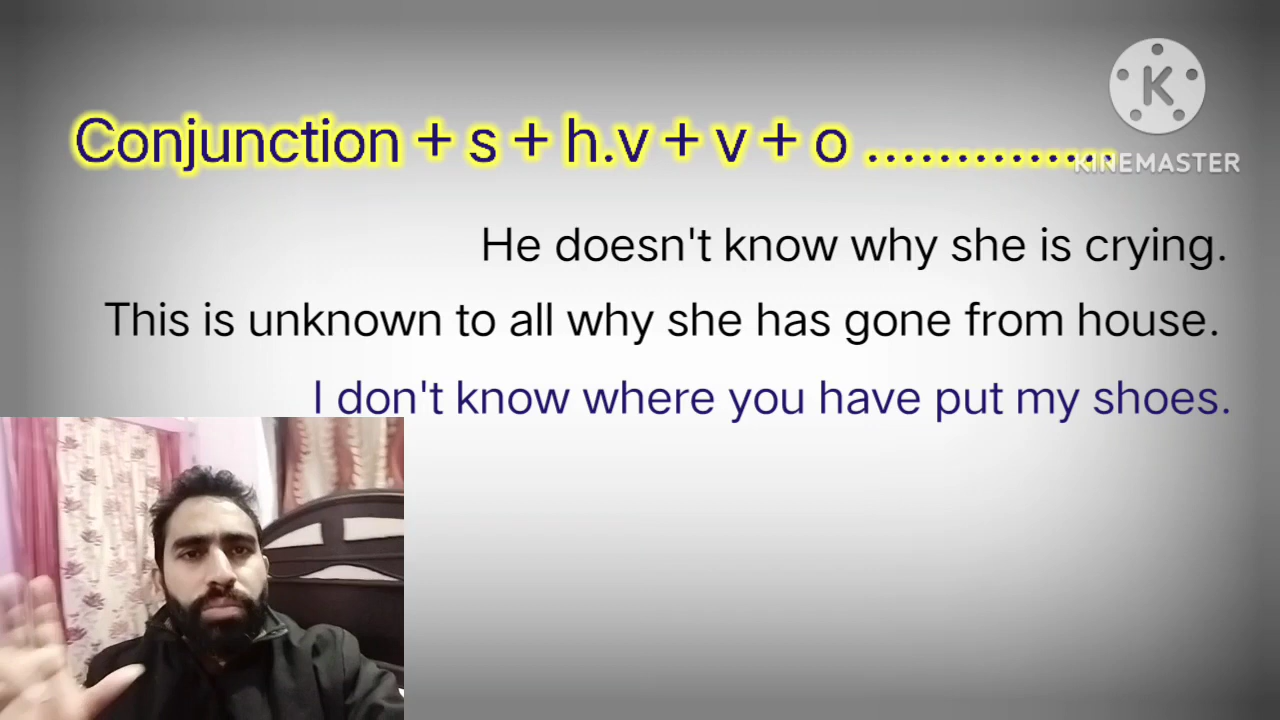 Conjunction + s + h.v + v + o ..............
KINEMASTER
He doesn't know why she is crying.
This is unknown to all why she has gone from house.
I don't know where you have put my shoes.